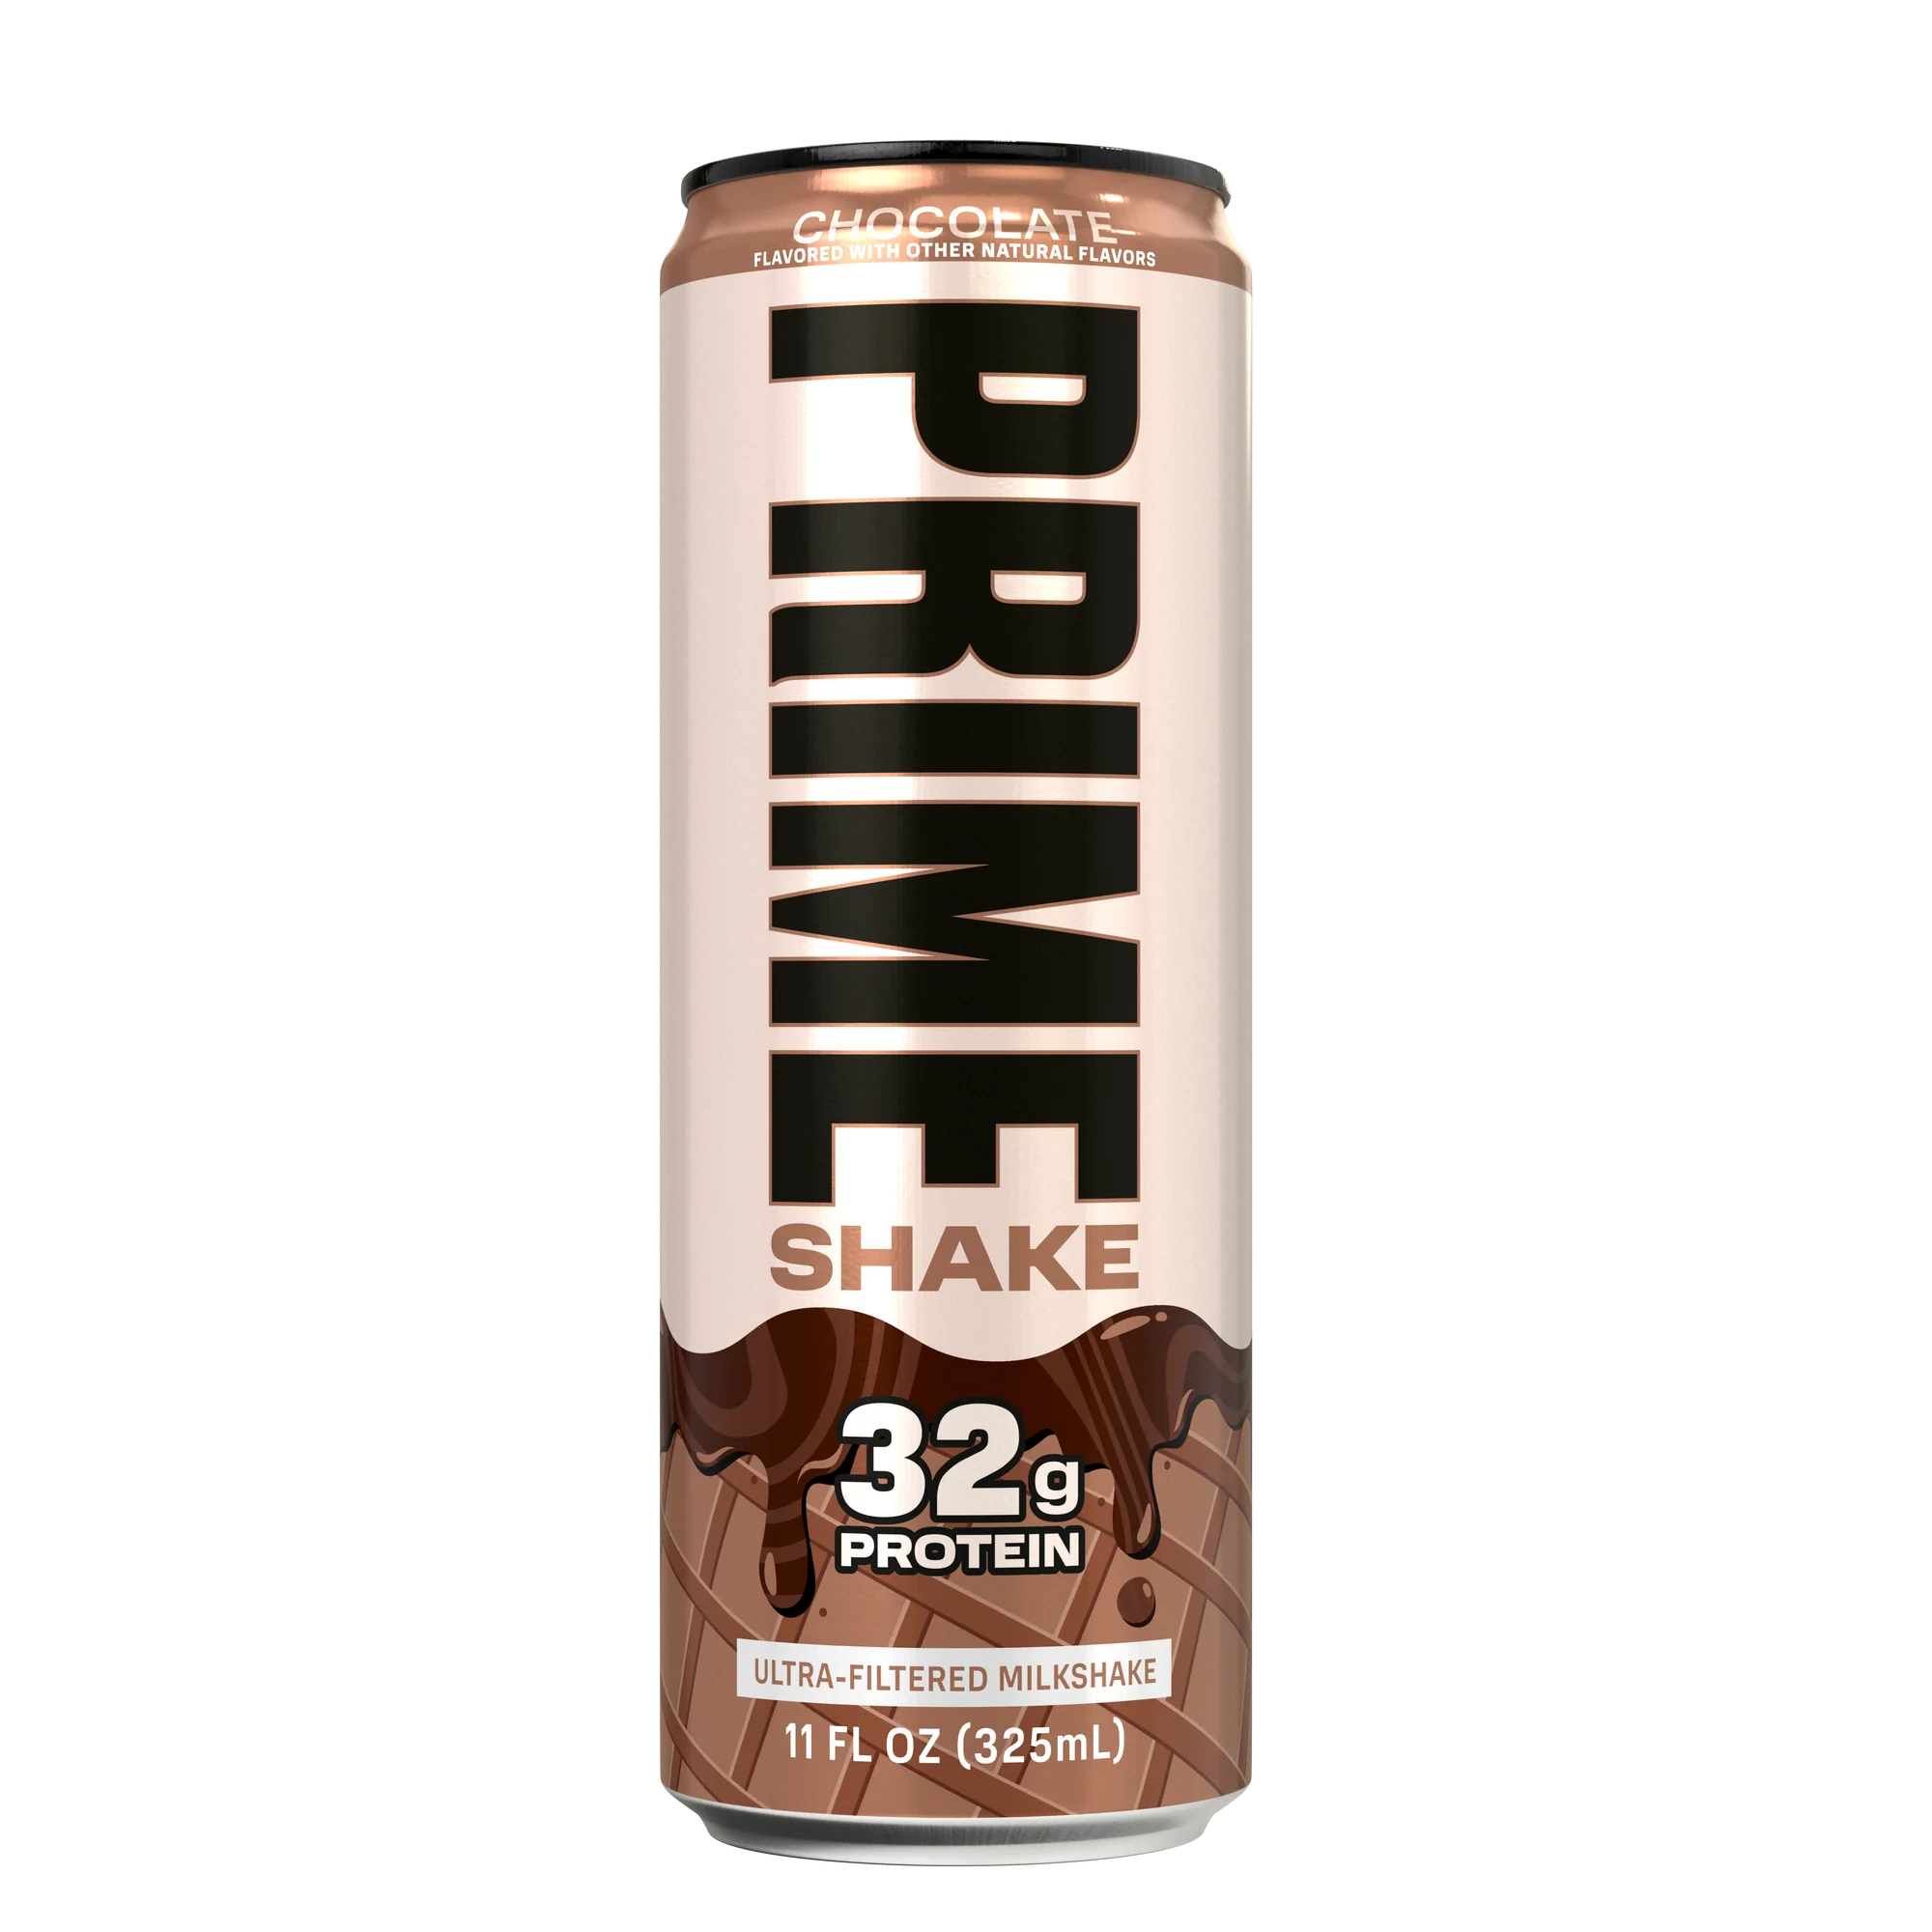 CHOCOLATE
FLAVORED WITH OTHER NATURAL FLAVORS
PRIME
SHAKE
32g
PROTEIN
ULTRA-FILTERED MILKSHAKE
11 FL OZ (325mL)